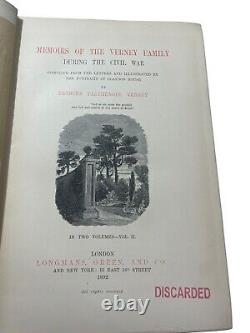 MEMOIRS OF THE VERNEY FAMILY
DURING THE CIVIL WAR
COMPILED FROM THE LETTERS AND ILLUSTRATED BY
THE PORTRAITS AT CLAYDON HOUSE
BY
FRANCES PARTHENOPE VERNEY
IN TWO VOLUMES—VOL. II.
LONDON
LONGMANS, GREEN, AND CO.
AND NEW YORK: 15 EAST 16th STREET
1892
All rights reserved
DISCARDED